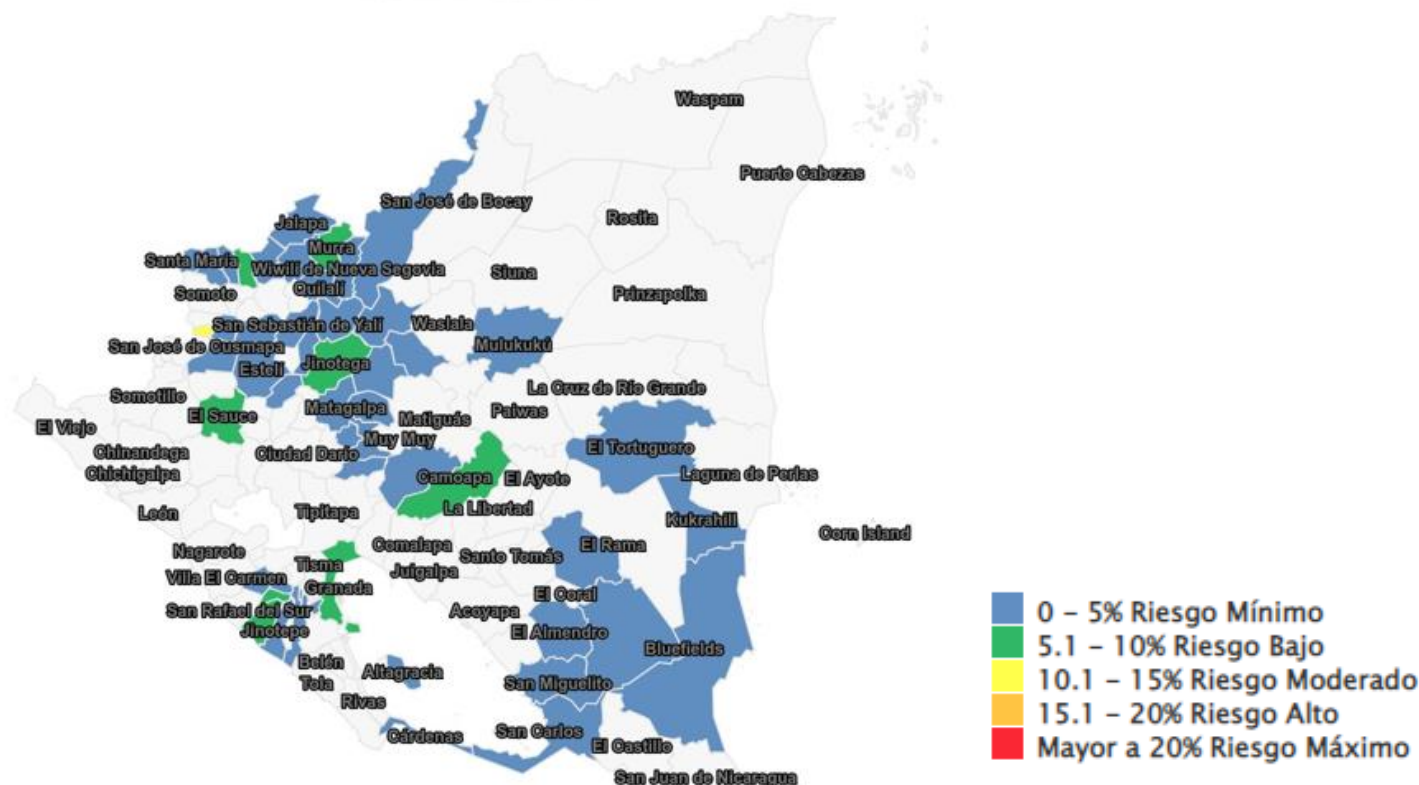 Waspam
Puerto Cabezas
San José de Bocay
Rosita
Jalapa
Murra
Santa María
Wiwilí de Nueva Segovia
Siuna
Somoto
Quilalí
Prinzapolka
San Sebastián de Yalí
Waslala
San José de Cusmapa
Mulukukú
Estelí
Jinotega
La Cruz de Río Grande
Somotillo
El Sauce
Matagalpa
Matiguás
Paiwas
El Viejo
Muy Muy
El Tortuguero
Chinandega
Ciudad Darío
Chichigalpa
Camoapa
El Ayote
Laguna de Perlas
La Libertad
León
Tipitapa
Kukrahill
Corn Island
Nagarote
Comalapa
Santo Tomás
El Rama
Tisma
Juigalpa
Villa El Carmen
Granada
El Coral
San Rafael del Sur
Acoyapa
Jinotepe
El Almendro
Bluefields
Belén
Altagracia
Tola
San Miguelito
Rivas
Cárdenas
San Carlos
El Castillo
San Juan de Nicaragua
0 – 5% Riesgo Mínimo
5.1 – 10% Riesgo Bajo
10.1 – 15% Riesgo Moderado
15.1 – 20% Riesgo Alto
Mayor a 20% Riesgo Máximo